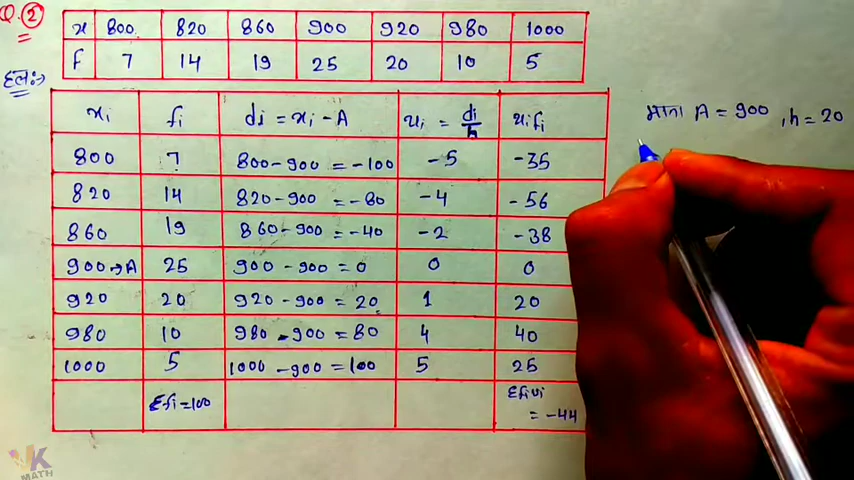 Q. 2
x 800 820 860 900 920 980 1000
f 7 14 19 25 20 10 5
हलः→
xi fi di = xi - A ui = di/h uifi
माना A = 900, h = 20
800 7 800-900 = -100 -5 -35
820 14 820-900 = -80 -4 -56
860 19 860-900 = -40 -2 -38
900→A 25 900-900 = 0 0 0
920 20 920-900 = 20 1 20
980 10 980-900 = 80 4 40
1000 5 1000-900 = 100 5 25
Σfi = 100 Σfiui
= -44
VK
MATH